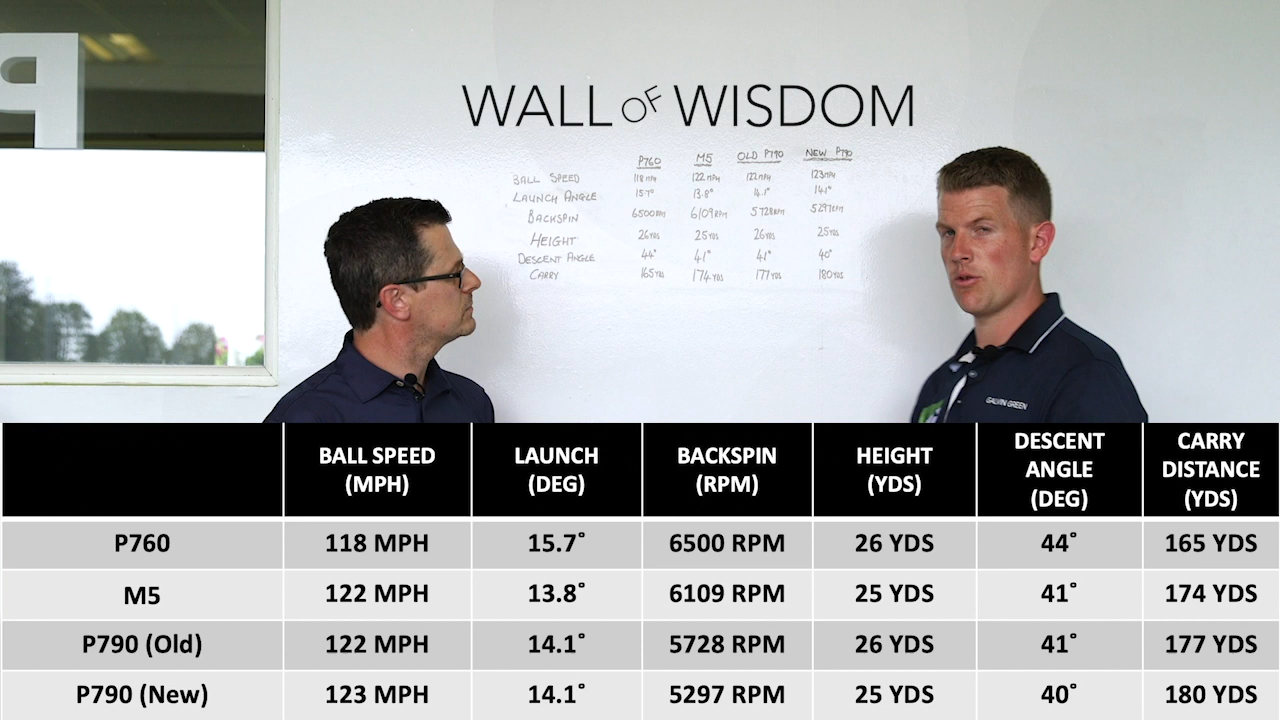 P
WALL OF WISDOM
P760 M5 OLD P790 NEW P790
BALL SPEED 118 MPH 122 MPH 122 MPH 123 MPH
LAUNCH ANGLE 15.7° 13.8° 14.1° 14.1°
BACKSPIN 6500 RPM 6109 RPM 5728 RPM 5297 RPM
HEIGHT 26 YDS 25 YDS 26 YDS 25 YDS
DESCENT ANGLE 44° 41° 41° 40°
CARRY 165 YDS 174 YDS 177 YDS 180 YDS
GALVIN GREEN
BALL SPEED (MPH) LAUNCH (DEG) BACKSPIN (RPM) HEIGHT (YDS) DESCENT ANGLE (DEG) CARRY DISTANCE (YDS)
P760 118 MPH 15.7° 6500 RPM 26 YDS 44° 165 YDS
M5 122 MPH 13.8° 6109 RPM 25 YDS 41° 174 YDS
P790 (Old) 122 MPH 14.1° 5728 RPM 26 YDS 41° 177 YDS
P790 (New) 123 MPH 14.1° 5297 RPM 25 YDS 40° 180 YDS